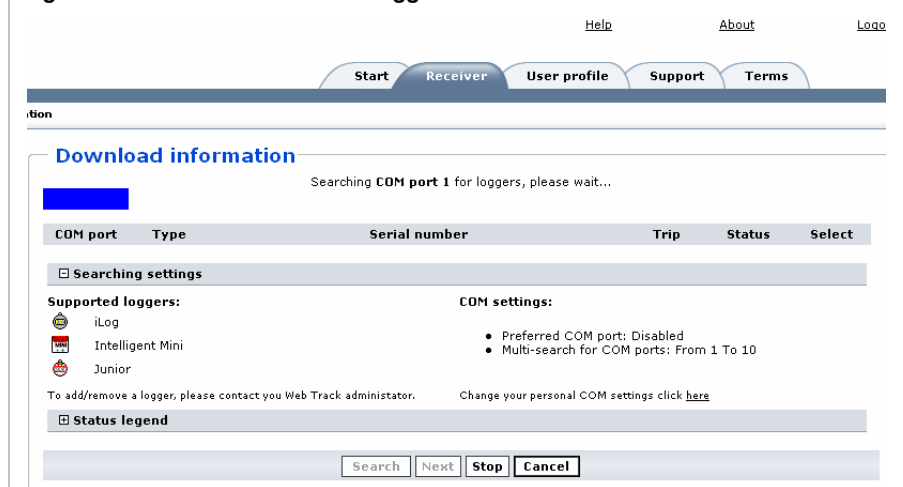 Help About Logo
Start Receiver User profile Support Terms
Download information
Searching COM port 1 for loggers, please wait...
COM port Type Serial number Trip Status Select
Searching settings
Supported loggers:
iLog
Intelligent Mini
Junior
To add/remove a logger, please contact you Web Track administator.
COM settings:
Preferred COM port: Disabled
Multi-search for COM ports: From 1 To 10
Change your personal COM settings click here
Status legend
Search Next Stop Cancel